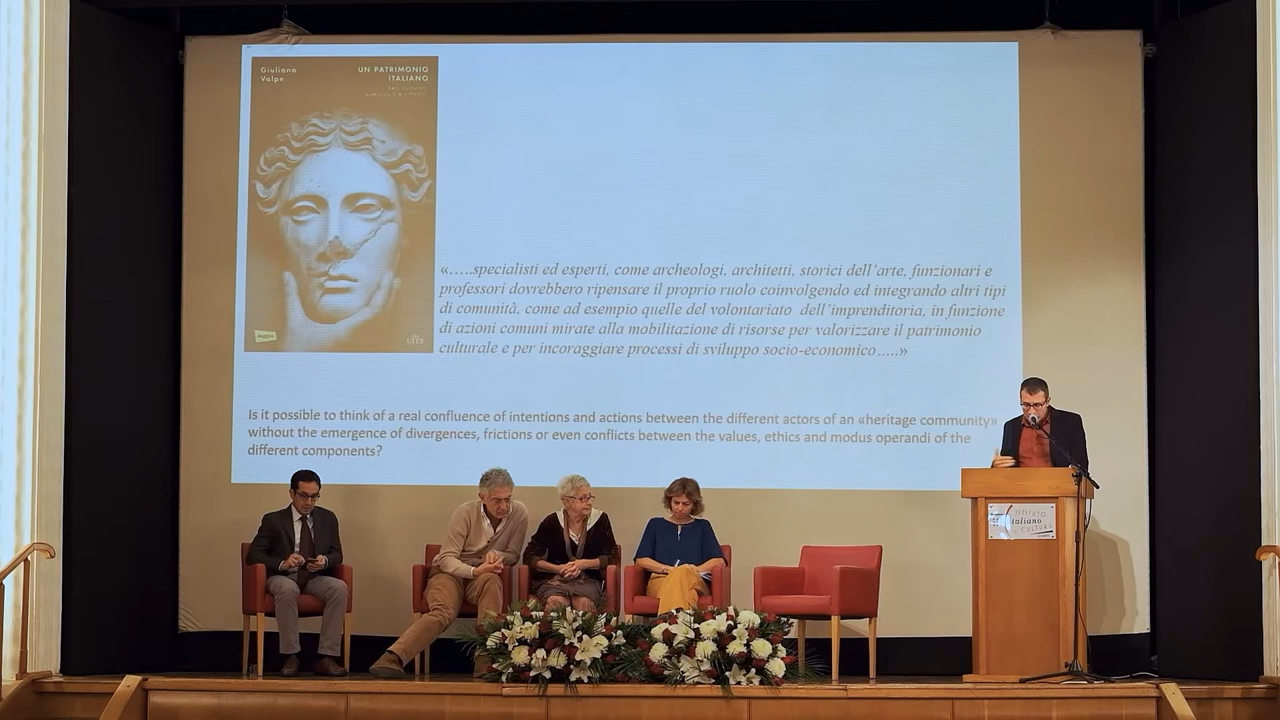 Giuliano
Volpe
UN PATRIMONIO
ITALIANO
UTET
«…..specialisti ed esperti, come archeologi, architetti, storici dell'arte, funzionari e
professori dovrebbero ripensare il proprio ruolo coinvolgendo ed integrando altri tipi
di comunità, come ad esempio quelle del volontariato dell'imprenditoria, in funzione
di azioni comuni mirate alla mobilitazione di risorse per valorizzare il patrimonio
culturale e per incoraggiare processi di sviluppo socio-economico…..»
Is it possible to think of a real confluence of intentions and actions between the different actors of an «heritage community»
without the emergence of divergences, frictions or even conflicts between the values, ethics and modus operandi of the
different components?
ISTITUTO
italiano
CULTURA